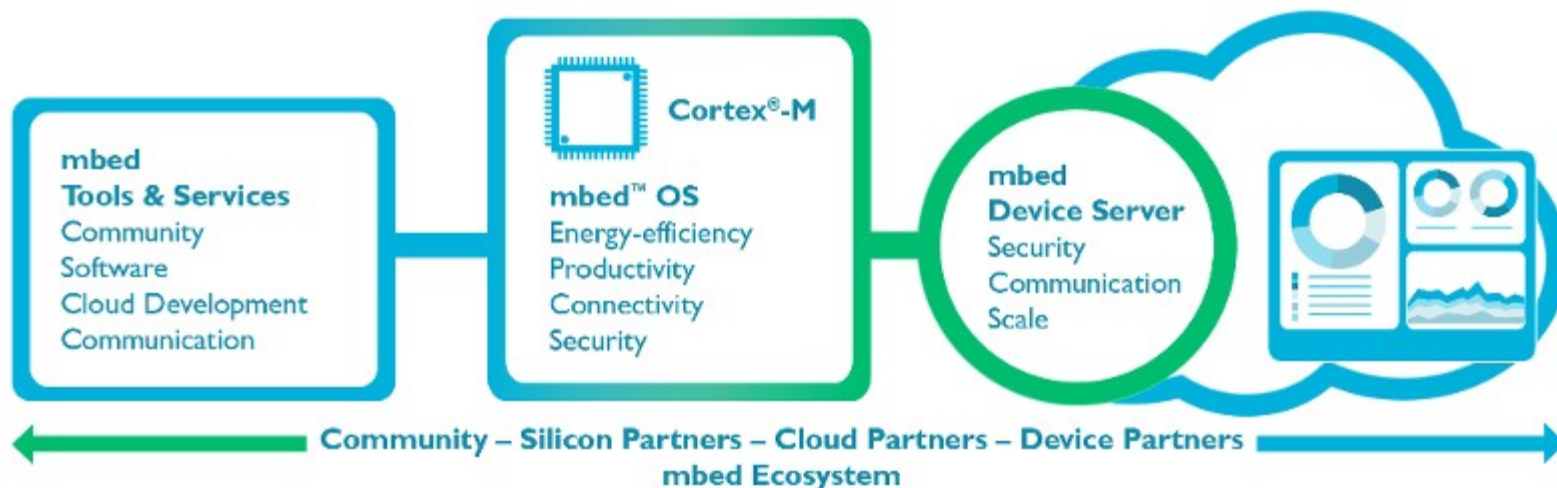 mbed
Tools & Services
Community
Software
Cloud Development
Communication
Cortex®-M
mbed™ OS
Energy-efficiency
Productivity
Connectivity
Security
mbed
Device Server
Security
Communication
Scale
Community – Silicon Partners – Cloud Partners – Device Partners
mbed Ecosystem